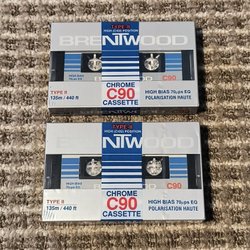 TYPE II
HIGH (CrO2) POSITION
BRENTWOOD
HIGH BIAS
C90
TYPE II
135m / 440 ft
CHROME
C90
CASSETTE
HIGH BIAS 70µs EQ
POLARISATION HAUTE
TYPE II
HIGH (CrO2) POSITION
BRENTWOOD
C90
TYPE II
135m / 440 ft
CHROME
C90
CASSETTE
HIGH BIAS 70µs EQ
POLARISATION HAUTE